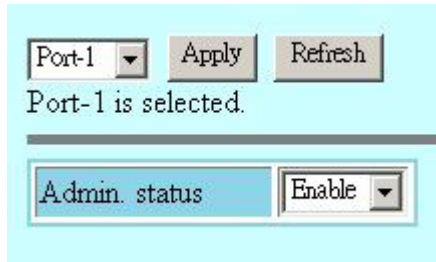 Port-1 Apply Refresh
Port-1 is selected.
Admin. status Enable